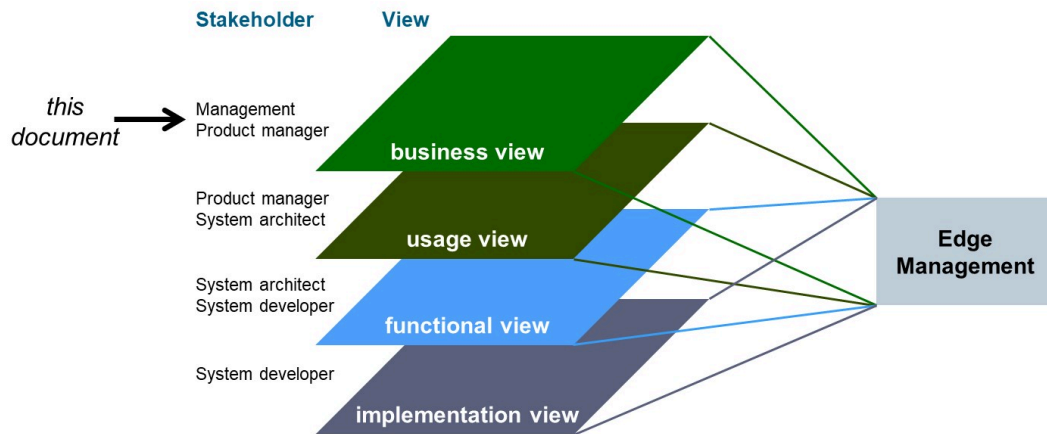 Stakeholder View
this
document
Management
Product manager
business view
Product manager
System architect
usage view
System architect
System developer
functional view
System developer
implementation view
Edge
Management